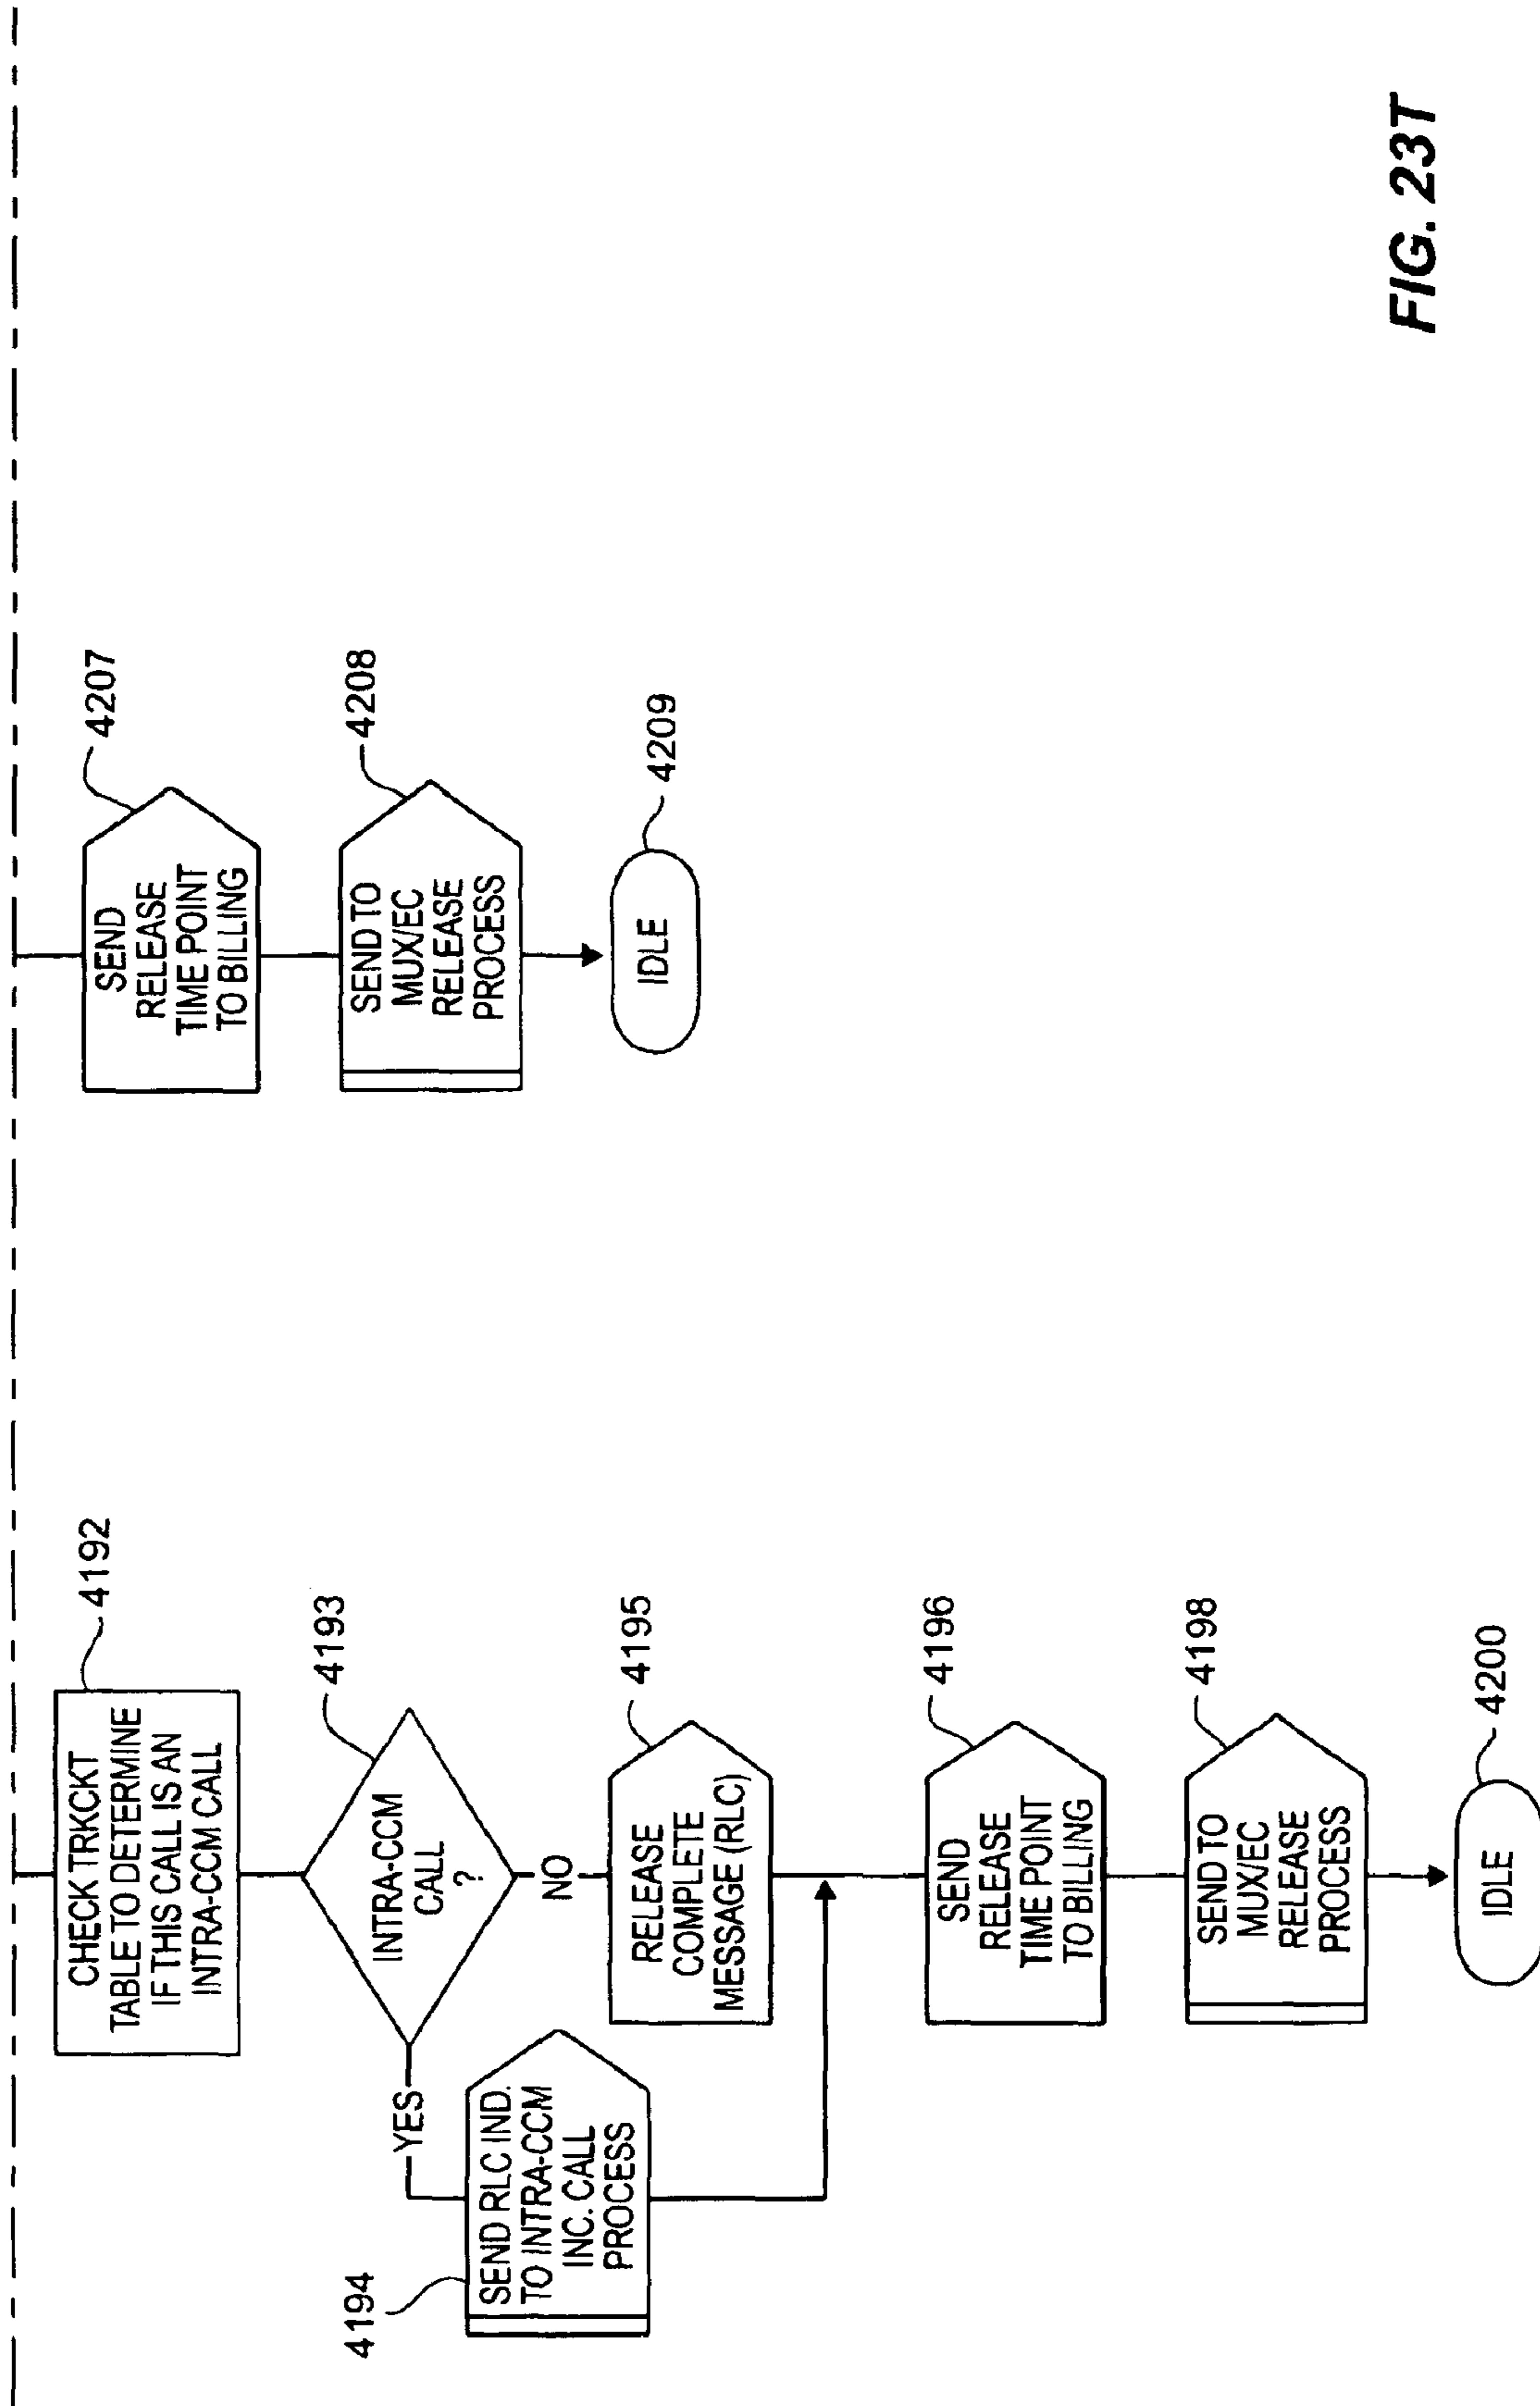 CHECK TRKCKT
TABLE TO DETERMINE
IF THIS CALL IS AN
INTRA-CCM CALL
4192
INTRA-CCM
CALL
?
4193
YES
NO
4194
SEND RLC IND.
TO INTRA-CCM
INC. CALL
PROCESS
RELEASE
COMPLETE
MESSAGE (RLC)
4195
SEND
RELEASE
TIME POINT
TO BILLING
4196
SEND TO
MUX/EC
RELEASE
PROCESS
4198
IDLE
4200
SEND
RELEASE
TIME POINT
TO BILLING
4207
SEND TO
MUX/EC
RELEASE
PROCESS
4208
IDLE
4209
FIG. 23T